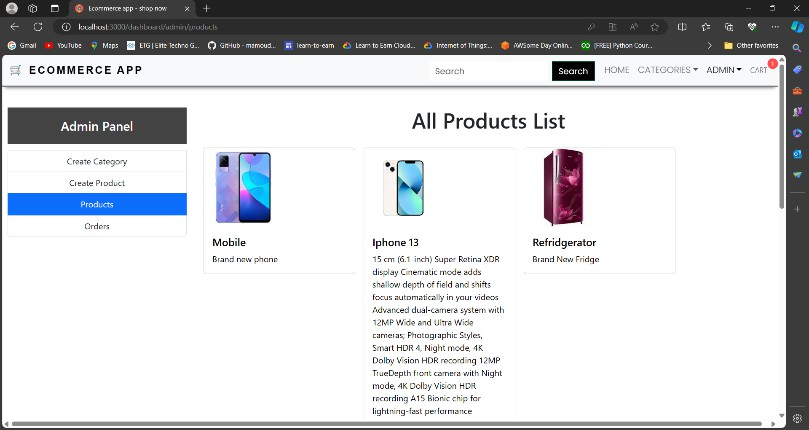 Ecommerce app - shop now
localhost:3000/dashboard/admin/products
Gmail
YouTube
Maps
ETG | Elite Techno G...
GitHub - mamoud...
learn-to-earn
Learn to Earn Cloud...
Internet of Things:...
AWSome Day Onlin...
[FREE] Python Cour...
Other favorites
ECOMMERCE APP
Search
Search
HOME
CATEGORIES
ADMIN
CART
1
Admin Panel
Create Category
Create Product
Products
Orders
All Products List
Mobile
Brand new phone
Iphone 13
15 cm (6.1-inch) Super Retina XDR
display Cinematic mode adds
shallow depth of field and shifts
focus automatically in your videos
Advanced dual-camera system with
12MP Wide and Ultra Wide
cameras; Photographic Styles,
Smart HDR 4, Night mode, 4K
Dolby Vision HDR recording 12MP
TrueDepth front camera with Night
mode, 4K Dolby Vision HDR
recording A15 Bionic chip for
lightning-fast performance
Refridgerator
Brand New Fridge